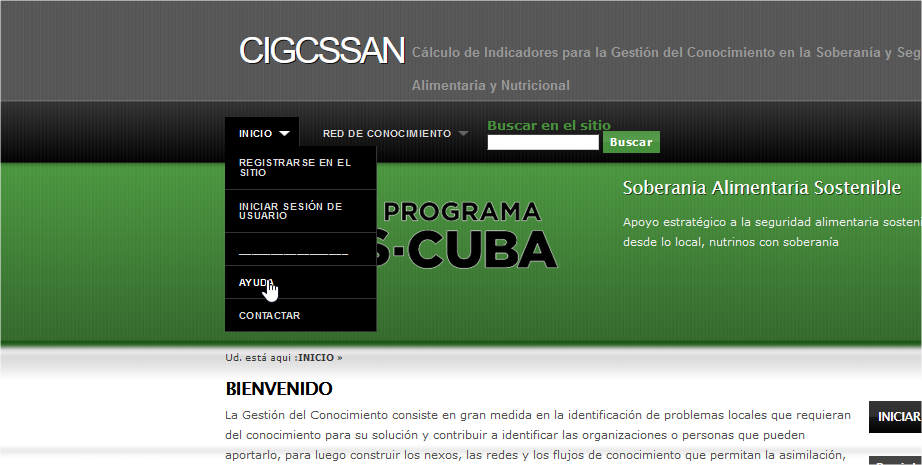 CIGCSSAN
Cálculo de Indicadores para la Gestión del Conocimiento en la Soberania y Seg
Alimentaria y Nutricional
INICIO
RED DE CONOCIMIENTO
Buscar en el sitio
Buscar
REGISTRARSE EN EL
SITIO
INICIAR SESIÓN DE
USUARIO
___________________
AYUDA
CONTACTAR
PROGRAMA
S·CUBA
Soberania Alimentaria Sostenible
Apoyo estratégico a la seguridad alimentaria sosteni
desde lo local, nutrinos con soberanía
Ud. está aqui :INICIO »
BIENVENIDO
La Gestión del Conocimiento consiste en gran medida en la identificación de problemas locales que requieran
del conocimiento para su solución y contribuir a identificar las organizaciones o personas que pueden
aportarlo, para luego construir los nexos, las redes y los flujos de conocimiento que permitan la asimilación,
INICIAR